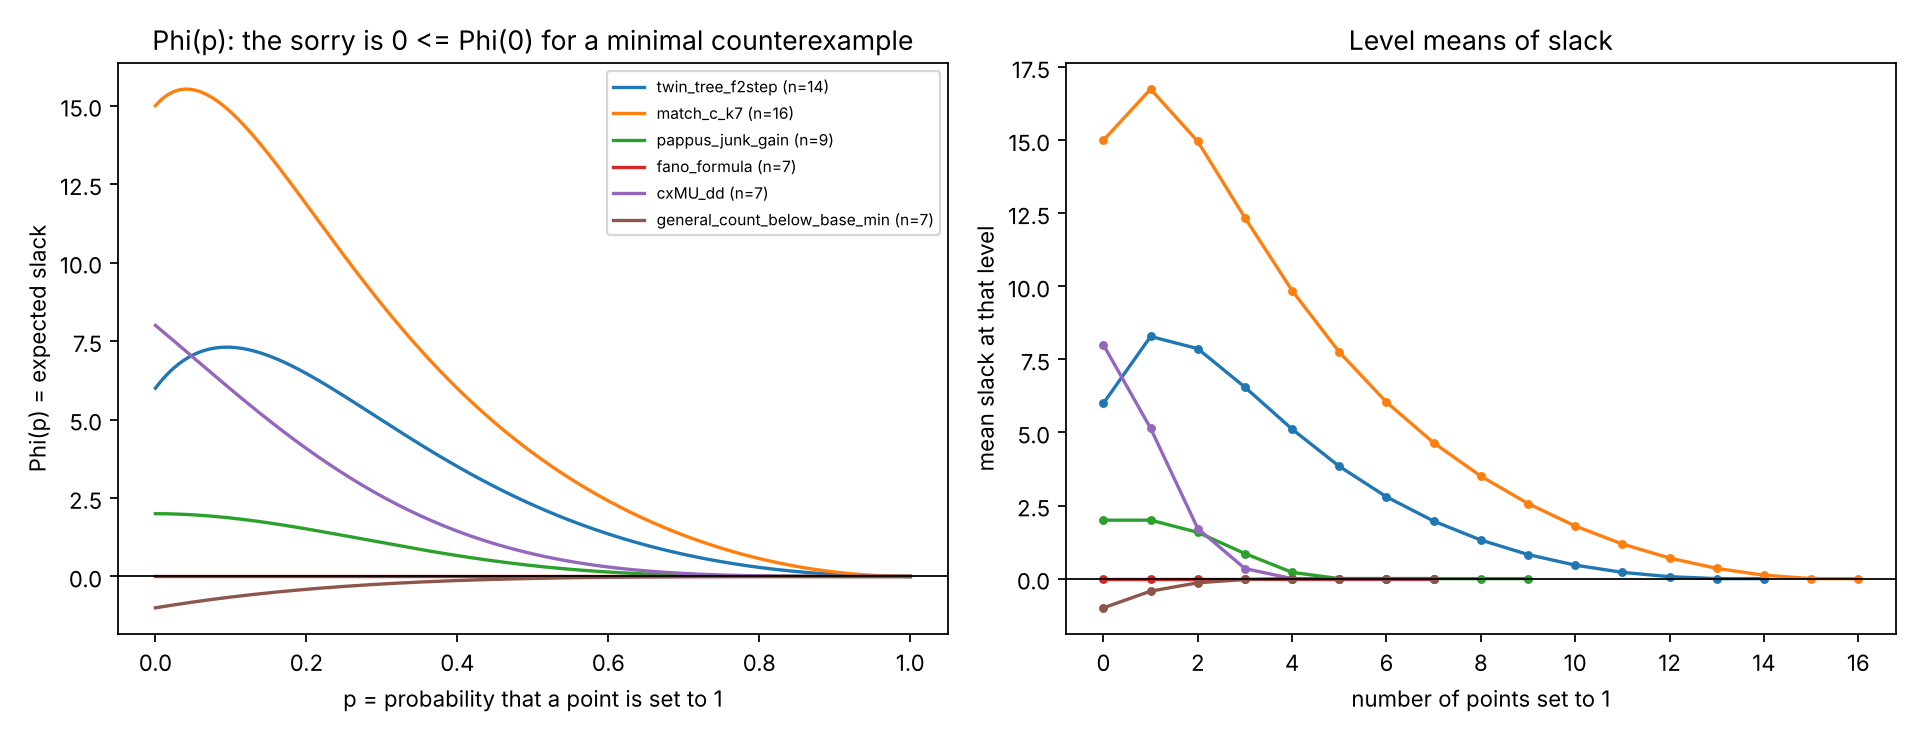 Phi(p): the sorry is 0 <= Phi(0) for a minimal counterexample
Phi(p) = expected slack
15.0
12.5
10.0
7.5
5.0
2.5
0.0
twin_tree_f2step (n=14)
match_c_k7 (n=16)
pappus_junk_gain (n=9)
fano_formula (n=7)
cxMU_dd (n=7)
general_count_below_base_min (n=7)
0.0 0.2 0.4 0.6 0.8 1.0
p = probability that a point is set to 1
Level means of slack
mean slack at that level
17.5
15.0
12.5
10.0
7.5
5.0
2.5
0.0
0 2 4 6 8 10 12 14 16
number of points set to 1